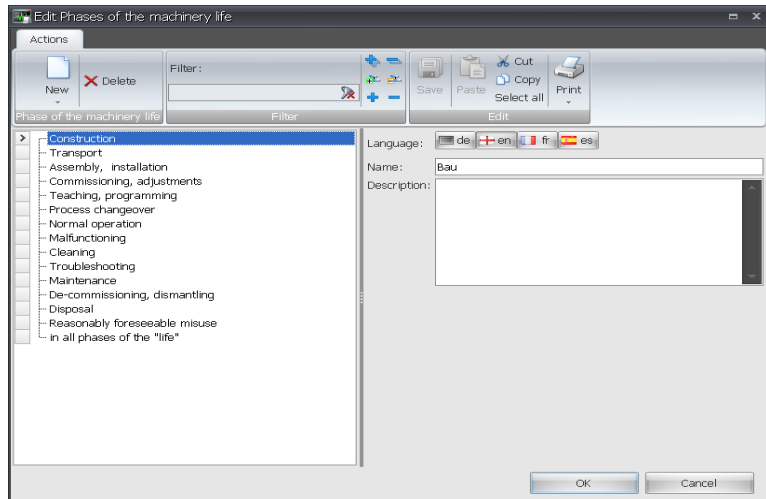 Edit Phases of the machinery life
Actions
New
Delete
Phase of the machinery life
Filter:
Filter
Save
Paste
Cut
Copy
Select all
Print
Edit
Construction
Transport
Assembly, installation
Commissioning, adjustments
Teaching, programming
Process changeover
Normal operation
Malfunctioning
Cleaning
Troubleshooting
Maintenance
De-commissioning, dismantling
Disposal
Reasonably foreseeable misuse
in all phases of the "life"
Language: de en fr es
Name: Bau
Description:
OK Cancel